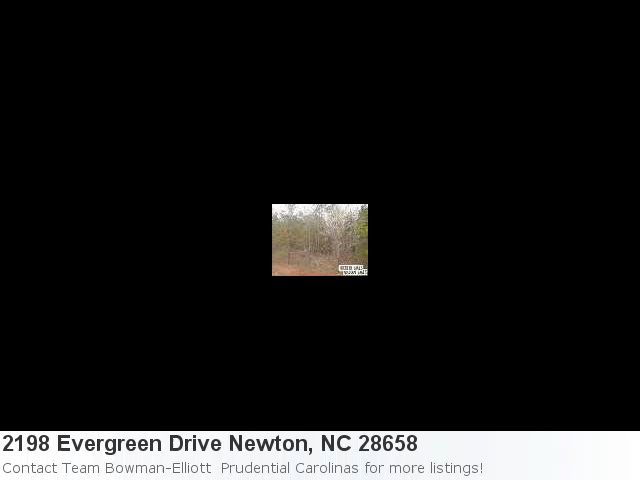 2198 Evergreen Drive Newton, NC 28658
Contact Team Bowman-Elliott  Prudential Carolinas for more listings!